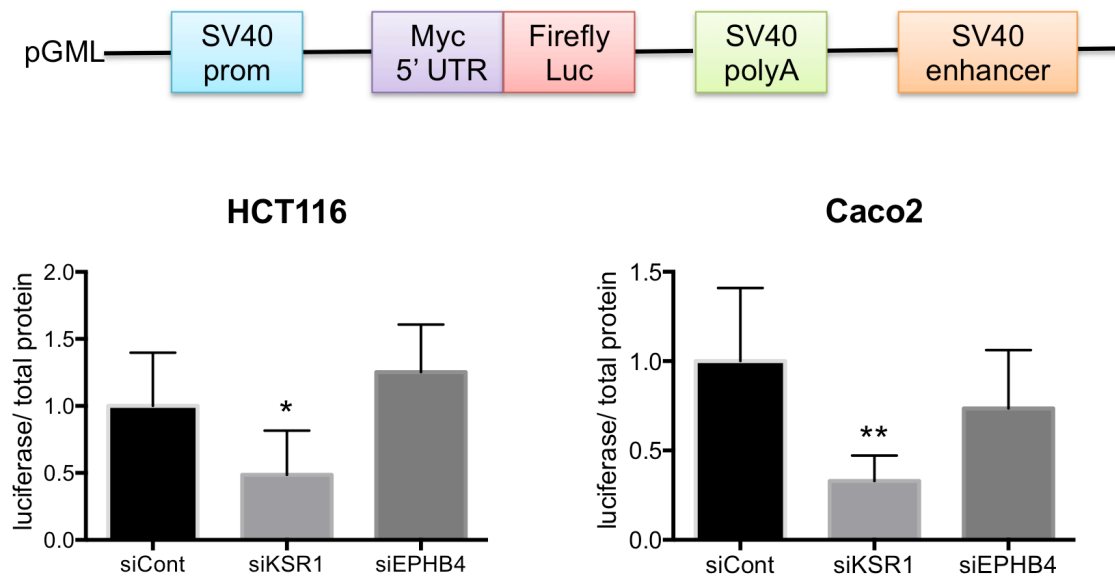 pGML
SV40
prom
Myc
5’ UTR
Firefly
Luc
SV40
polyA
SV40
enhancer
HCT116
luciferase/ total protein
2.0
1.5
1.0
0.5
0.0
*
siCont
siKSR1
siEPHB4
Caco2
luciferase/ total protein
1.5
1.0
0.5
0.0
**
siCont
siKSR1
siEPHB4